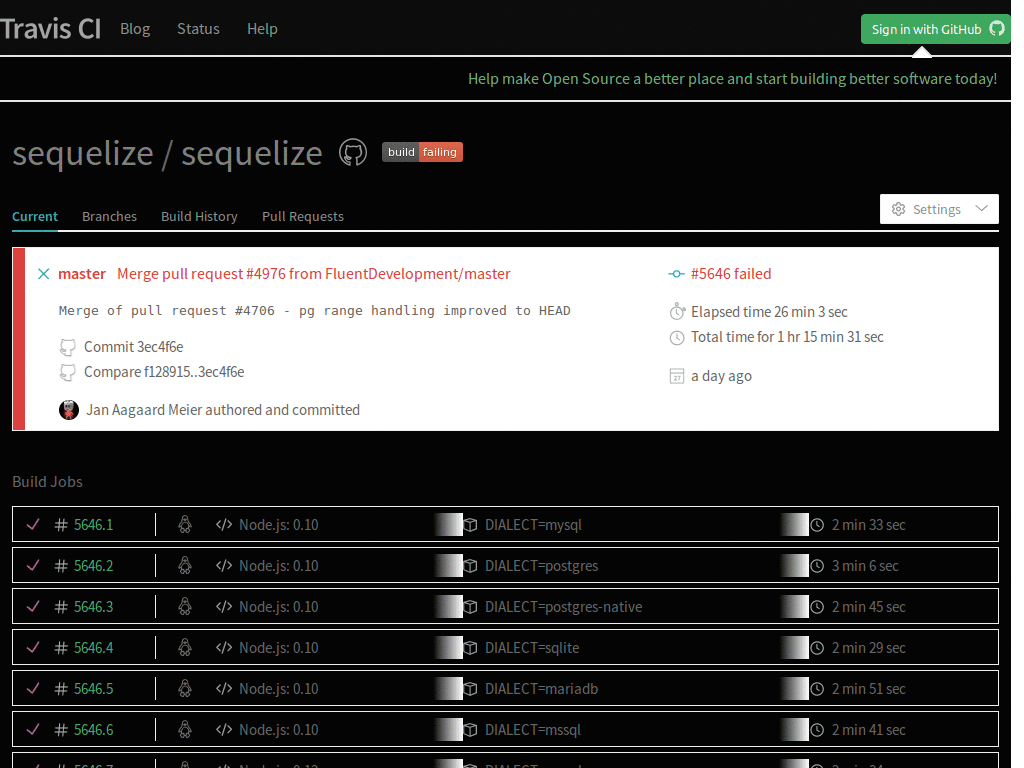 Travis CI Blog Status Help Sign in with GitHub
Help make Open Source a better place and start building better software today!
sequelize / sequelize build failing
Current Branches Build History Pull Requests Settings
master Merge pull request #4976 from FluentDevelopment/master #5646 failed
Merge of pull request #4706 - pg range handling improved to HEAD Elapsed time 26 min 3 sec
Total time for 1 hr 15 min 31 sec
Commit 3ec4f6e
Compare f128915..3ec4f6e
27 a day ago
Jan Aagaard Meier authored and committed
Build Jobs
# 5646.1 </> Node.js: 0.10 DIALECT=mysql 2 min 33 sec
# 5646.2 </> Node.js: 0.10 DIALECT=postgres 3 min 6 sec
# 5646.3 </> Node.js: 0.10 DIALECT=postgres-native 2 min 45 sec
# 5646.4 </> Node.js: 0.10 DIALECT=sqlite 2 min 29 sec
# 5646.5 </> Node.js: 0.10 DIALECT=mariadb 2 min 51 sec
# 5646.6 </> Node.js: 0.10 DIALECT=mssql 2 min 41 sec